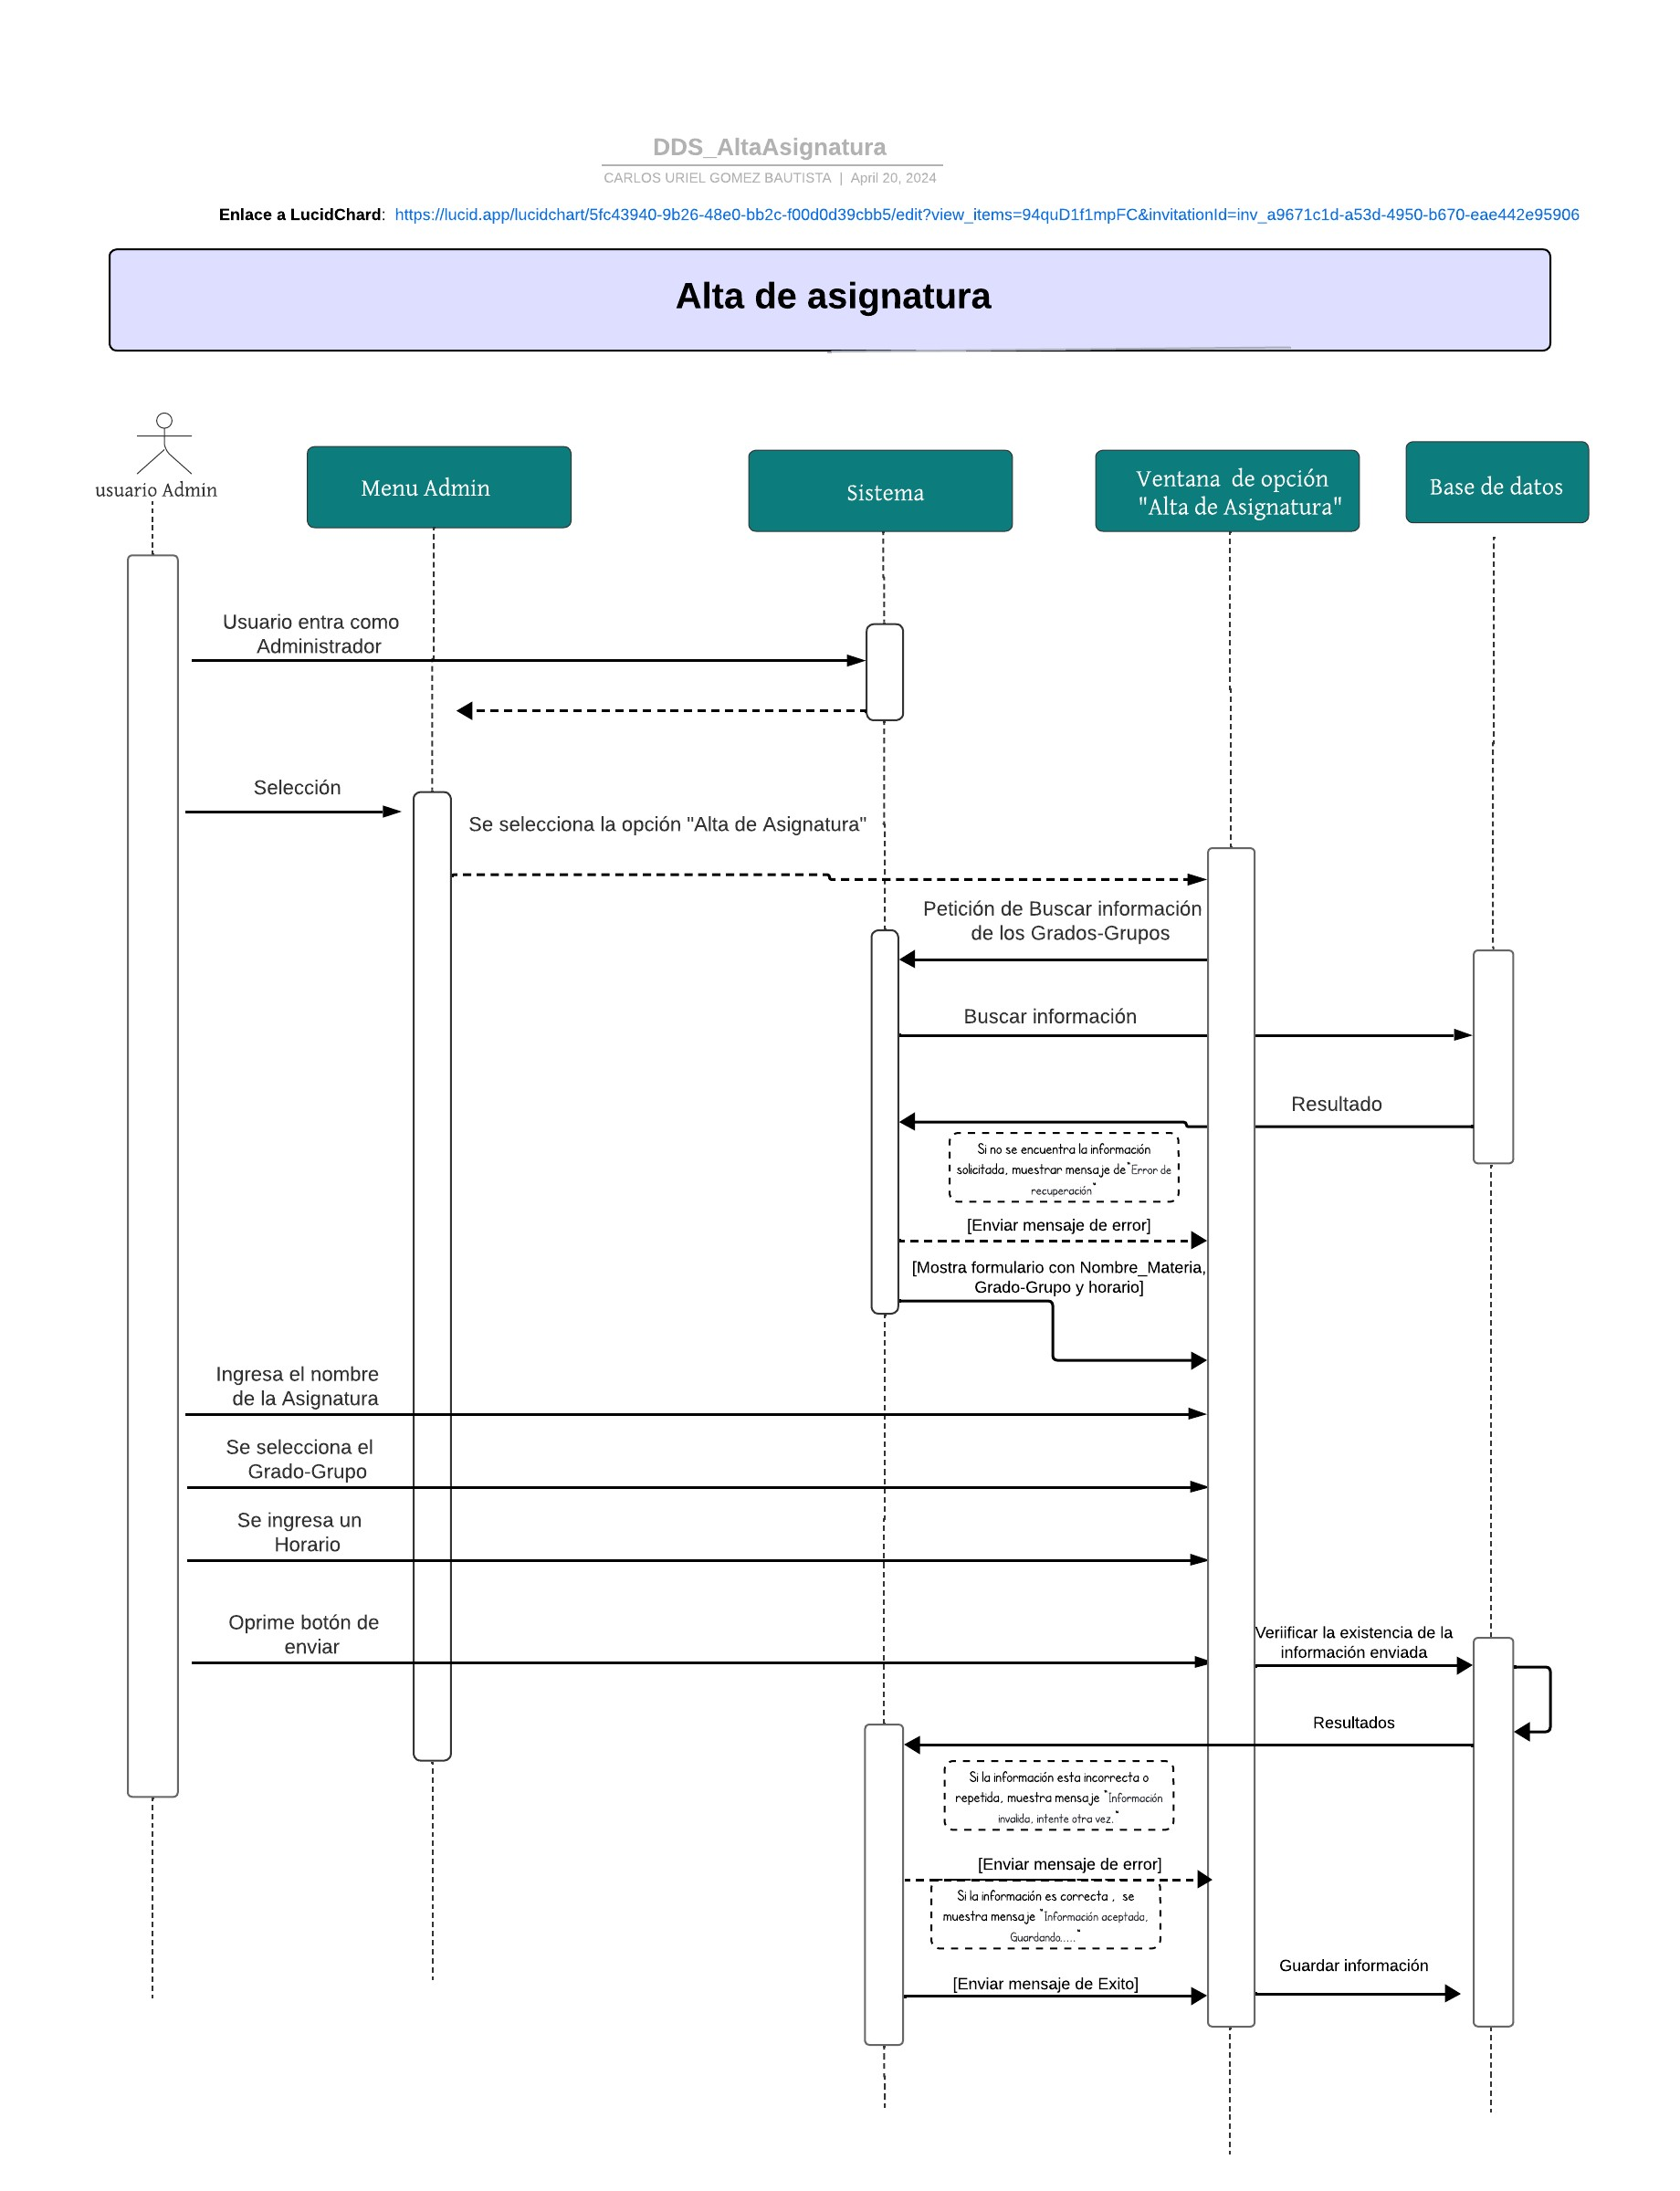 DDS_AltaAsignatura
CARLOS URIEL GOMEZ BAUTISTA | April 20, 2024
Enlace a LucidChard: https://lucid.app/lucidchart/5fc43940-9b26-48e0-bb2c-f00d0d39cbb5/edit?view_items=94quD1f1mpFC&invitationId=inv_a9671c1d-a53d-4950-b670-eae442e95906
Alta de asignatura
usuario Admin
Menu Admin
Sistema
Ventana de opción
"Alta de Asignatura"
Base de datos
Usuario entra como
Administrador
Selección
Se selecciona la opción "Alta de Asignatura"
Petición de Buscar información
de los Grados-Grupos
Buscar información
Resultado
Si no se encuentra la información
solicitada, muestrar mensaje de"Error de
recuperación"
[Enviar mensaje de error]
[Mostra formulario con Nombre_Materia,
Grado-Grupo y horario]
Ingresa el nombre
de la Asignatura
Se selecciona el
Grado-Grupo
Se ingresa un
Horario
Oprime botón de
enviar
Veriificar la existencia de la
información enviada
Resultados
Si la información esta incorrecta o
repetida, muestra mensaje "Información
invalida, intente otra vez."
[Enviar mensaje de error]
Si la información es correcta , se
muestra mensaje "Información aceptada,
Guardando....."
Guardar información
[Enviar mensaje de Exito]